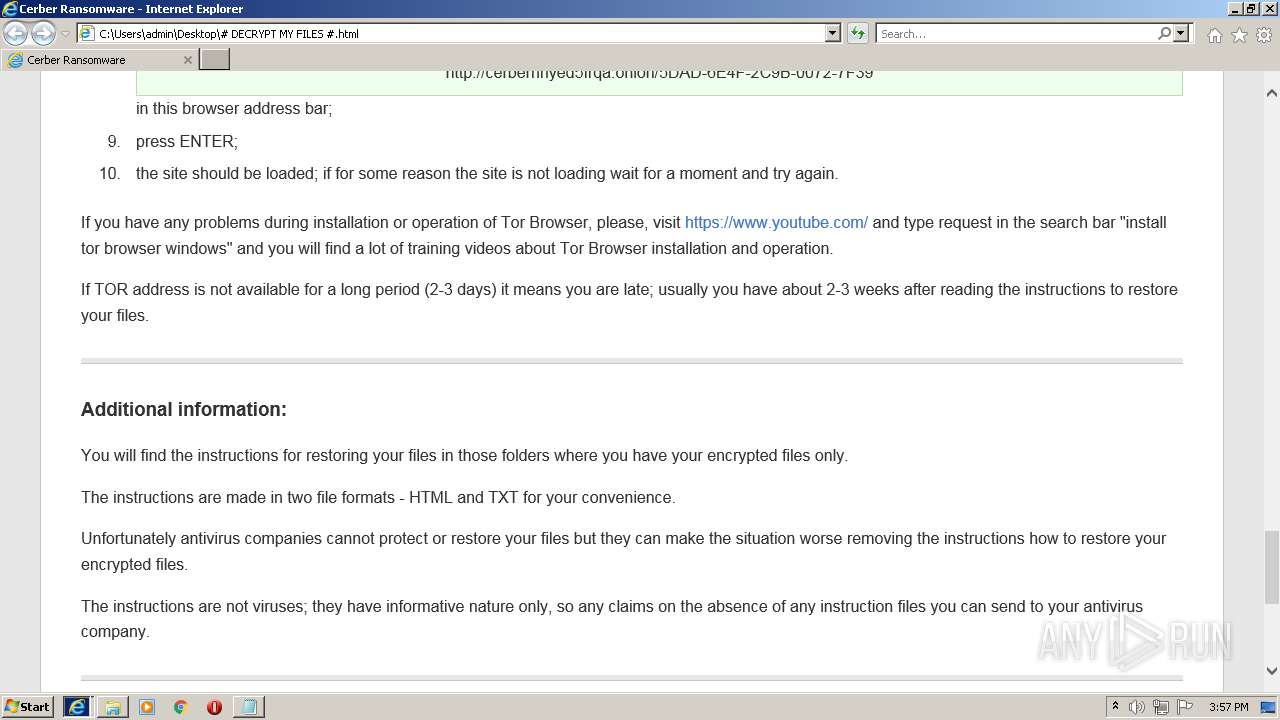 Cerber Ransomware - Internet Explorer
C:\Users\admin\Desktop\# DECRYPT MY FILES #.html
Search...
Cerber Ransomware
in this browser address bar;
9. press ENTER;
10. the site should be loaded; if for some reason the site is not loading wait for a moment and try again.
If you have any problems during installation or operation of Tor Browser, please, visit https://www.youtube.com/ and type request in the search bar "install
tor browser windows" and you will find a lot of training videos about Tor Browser installation and operation.
If TOR address is not available for a long period (2-3 days) it means you are late; usually you have about 2-3 weeks after reading the instructions to restore
your files.
Additional information:
You will find the instructions for restoring your files in those folders where you have your encrypted files only.
The instructions are made in two file formats - HTML and TXT for your convenience.
Unfortunately antivirus companies cannot protect or restore your files but they can make the situation worse removing the instructions how to restore your
encrypted files.
The instructions are not viruses; they have informative nature only, so any claims on the absence of any instruction files you can send to your antivirus
company.
ANY RUN
Start
3:57 PM